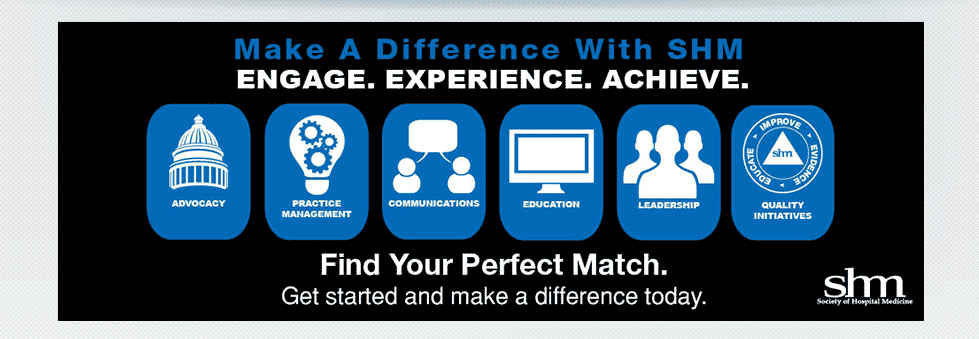 Make A Difference With SHM
ENGAGE. EXPERIENCE. ACHIEVE.
ADVOCACY
PRACTICE
MANAGEMENT
COMMUNICATIONS
EDUCATION
LEADERSHIP
IMPROVE
EVIDENCE
EDUCATE
shm
QUALITY
INITIATIVES
Find Your Perfect Match.
Get started and make a difference today.
shm
Society of Hospital Medicine